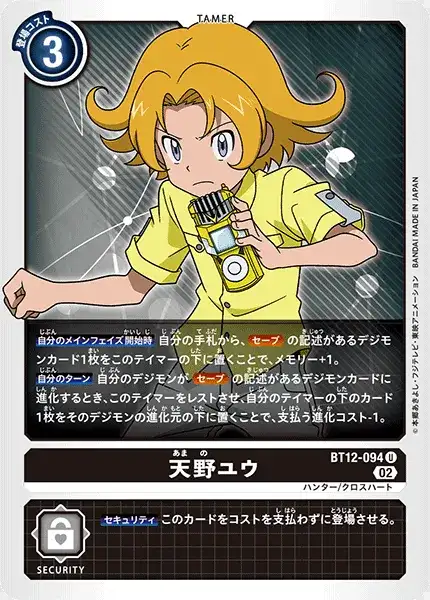 TAMER
登場コスト
3
自分のメインフェイズ開始時 自分の手札から、セーブ の記述があるデジモ
ンカード1枚をこのテイマーの下に置くことで、メモリー+1。
自分のターン 自分のデジモンが セーブ の記述があるデジモンカードに
進化するとき、このテイマーをレストさせ、自分のテイマーの下のカード
1枚をそのデジモンの進化元の下に置くことで、支払う進化コスト-1。
©本郷あきよし・フジテレビ・東映アニメーション BANDAI MADE IN JAPAN
BT12-094 U
あまの
天野ユウ
02
ハンター/クロスハート
セキュリティ このカードをコストを支払わずに登場させる。
SECURITY